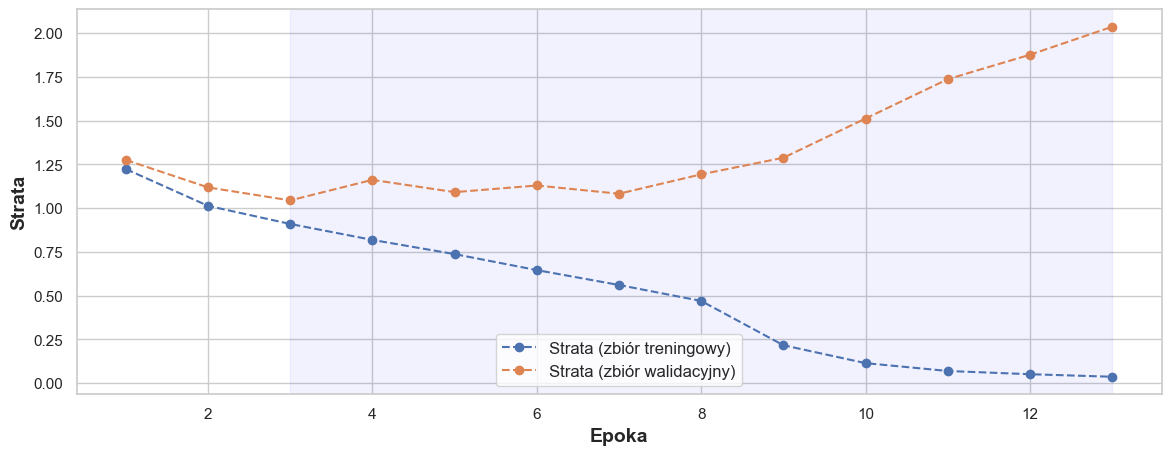 2.00
1.75
1.50
1.25
1.00
0.75
0.50
0.25
0.00
Strata
Strata (zbiór treningowy)
Strata (zbiór walidacyjny)
2 4 6 8 10 12
Epoka